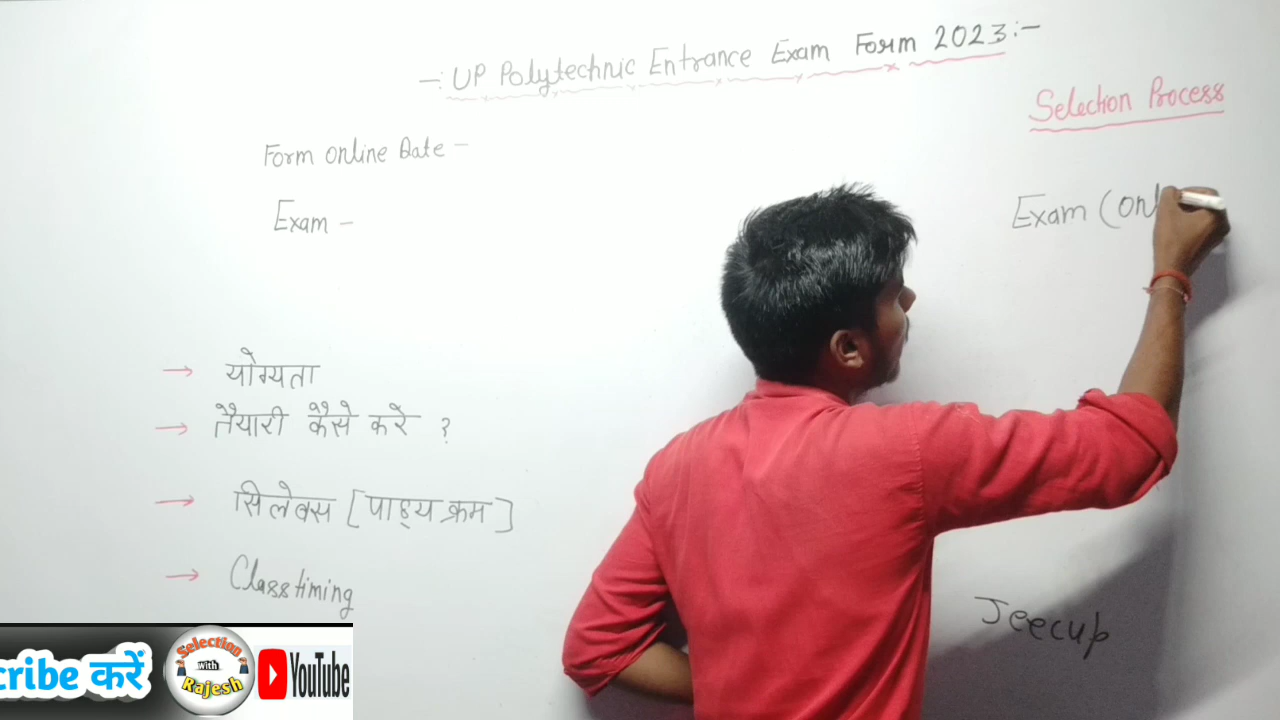 -: UP Polytechnic Entrance Exam Form 2023:-
Selection Process
Form Online Date -
Exam -
Exam (Onl
→ योग्यता
→ तैयारी कैसे करे ?
→ सिलेबस [पाठ्यक्रम]
→ Class timing
Jeecup
cribe करें
Selection
with
Rajesh
YouTube